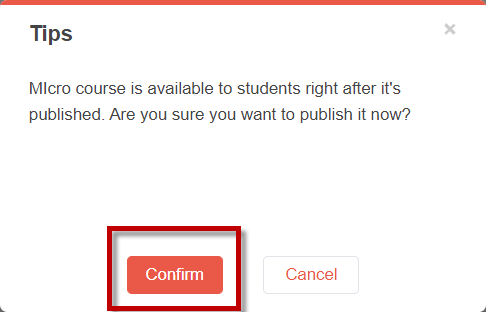 Tips
MIcro course is available to students right after it's
published. Are you sure you want to publish it now?
Confirm
Cancel